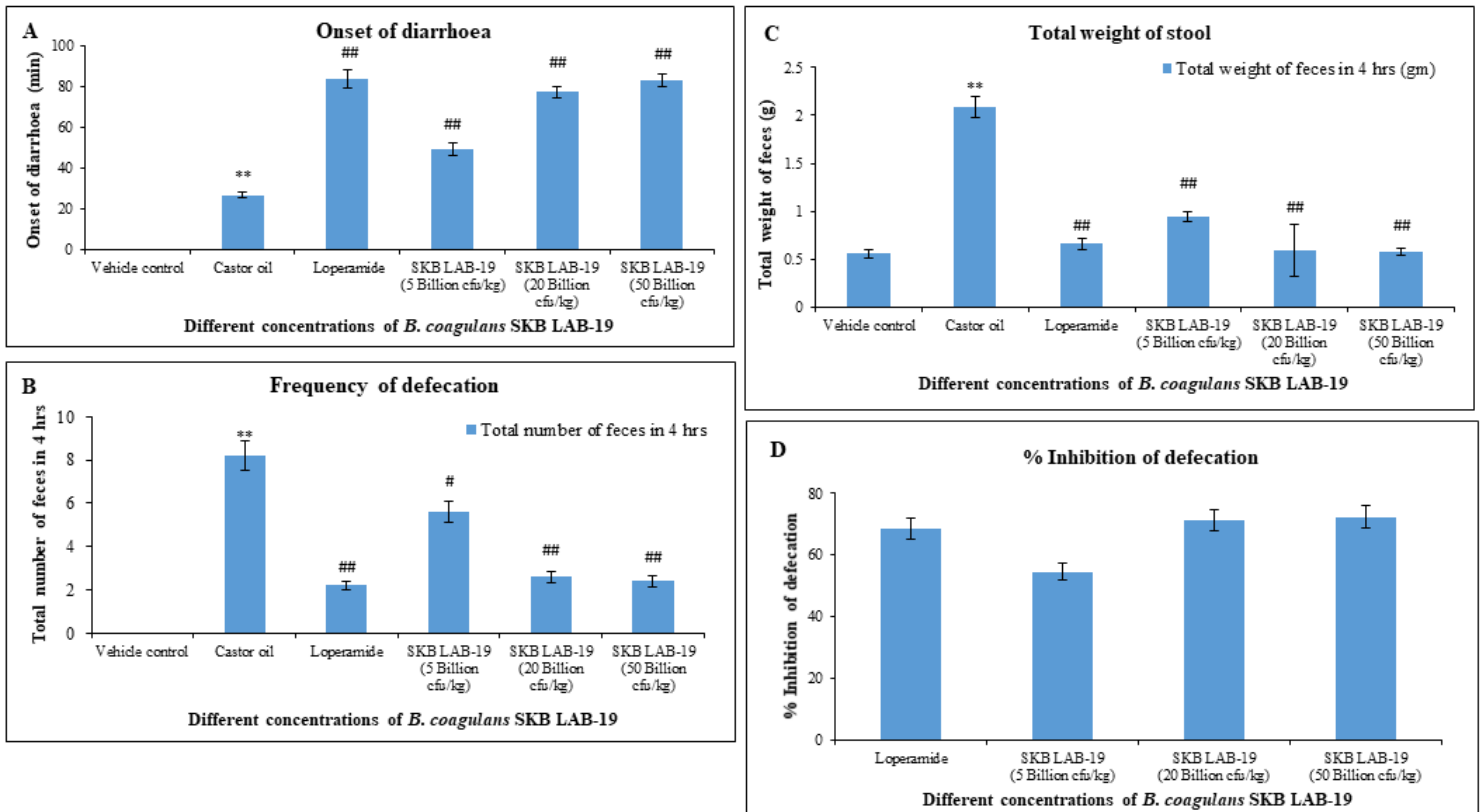 A
Onset of diarrhoea
Onset of diarrhoea (min)
100
80
60
40
20
0
**
##
##
##
##
Vehicle control
Castor oil
Loperamide
SKB LAB-19
(5 Billion cfu/kg)
SKB LAB-19
(20 Billion
cfu/kg)
SKB LAB-19
(50 Billion
cfu/kg)
Different concentrations of B. coagulans SKB LAB-19
B
Frequency of defecation
Total number of feces in 4 hrs
Total number of feces in 4 hrs
10
8
6
4
2
0
**
##
#
##
##
Vehicle control
Castor oil
Loperamide
SKB LAB-19
(5 Billion
cfu/kg)
SKB LAB-19
(20 Billion
cfu/kg)
SKB LAB-19
(50 Billion
cfu/kg)
Different concentrations of B. coagulans SKB LAB-19
C
Total weight of stool
Total weight of feces in 4 hrs (gm)
Total weight of feces (g)
2.5
2
1.5
1
0.5
0
**
##
##
##
##
Vehicle control
Castor oil
Loperamide
SKB LAB-19
(5 Billion cfu/kg)
SKB LAB-19
(20 Billion
cfu/kg)
SKB LAB-19
(50 Billion
cfu/kg)
Different concentrations of B. coagulans SKB LAB-19
D
% Inhibition of defecation
% Inhibition of defecation
80
60
40
20
0
Loperamide
SKB LAB-19
(5 Billion cfu/kg)
SKB LAB-19
(20 Billion cfu/kg)
SKB LAB-19
(50 Billion cfu/kg)
Different concentrations of B. coagulans SKB LAB-19